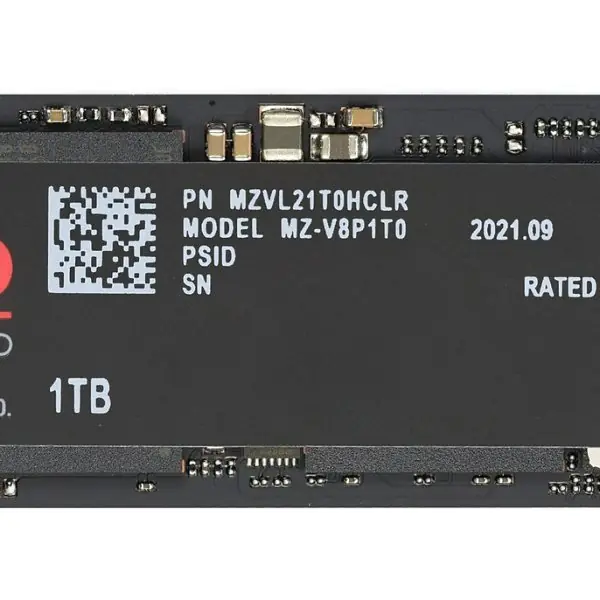 PN MZVL21T0HCLR
MODEL MZ-V8P1T0 2021.09
PSID
SN RATED
1TB